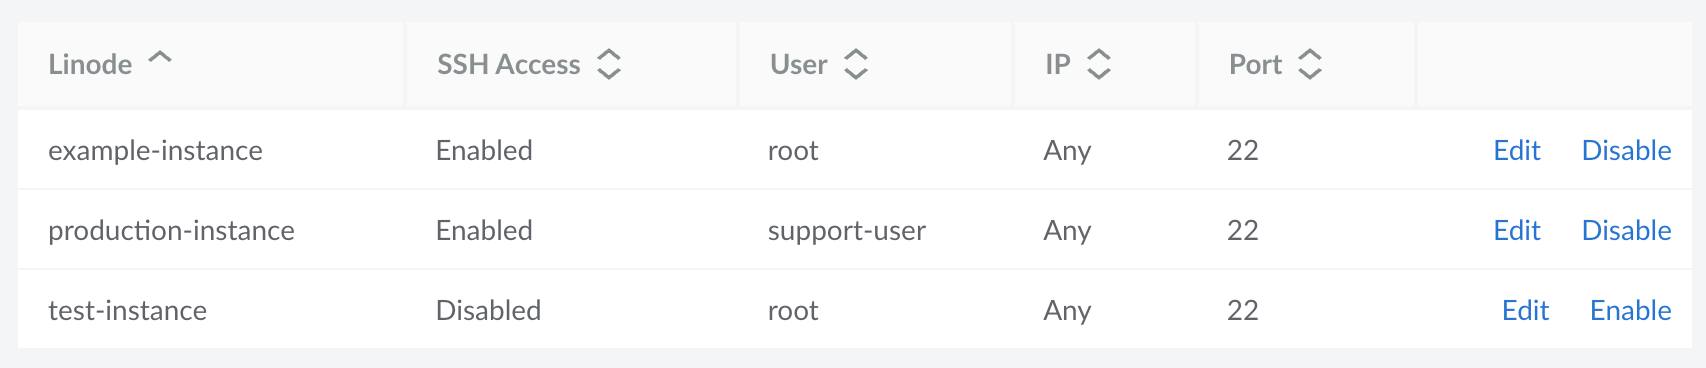 Linode SSH Access User IP Port
example-instance Enabled root Any 22 Edit Disable
production-instance Enabled support-user Any 22 Edit Disable
test-instance Disabled root Any 22 Edit Enable